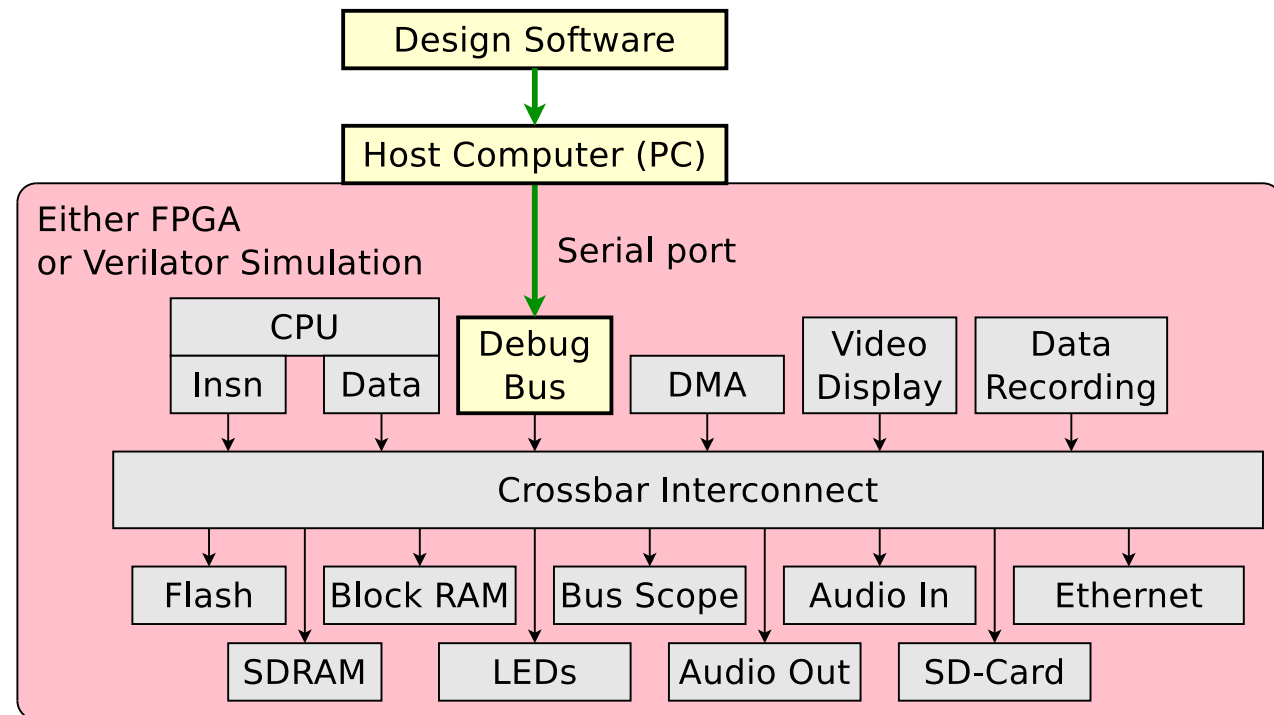 Design Software
Host Computer (PC)
Either FPGA
or Verilator Simulation
Serial port
CPU
Insn
Data
Debug
Bus
DMA
Video
Display
Data
Recording
Crossbar Interconnect
Flash
Block RAM
Bus Scope
Audio In
Ethernet
SDRAM
LEDs
Audio Out
SD-Card